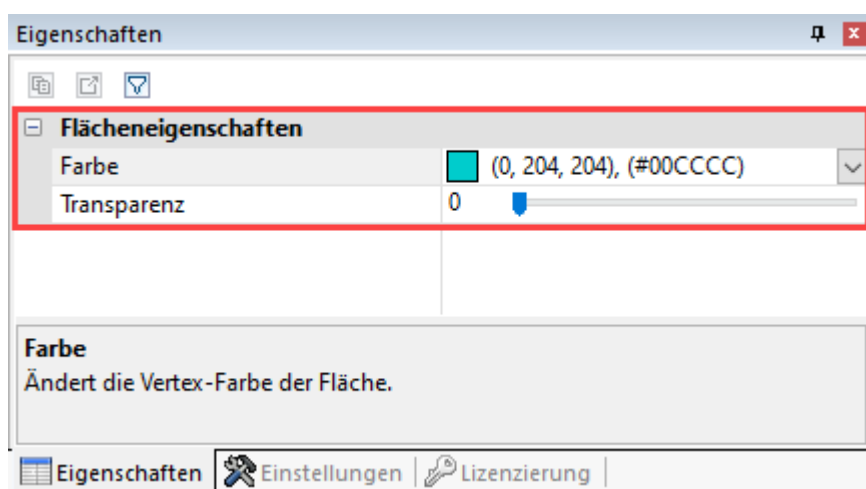 Eigenschaften
Flächeneigenschaften
Farbe (0, 204, 204), (#00CCCC)
Transparenz 0
Farbe
Ändert die Vertex-Farbe der Fläche.
Eigenschaften Einstellungen Lizenzierung